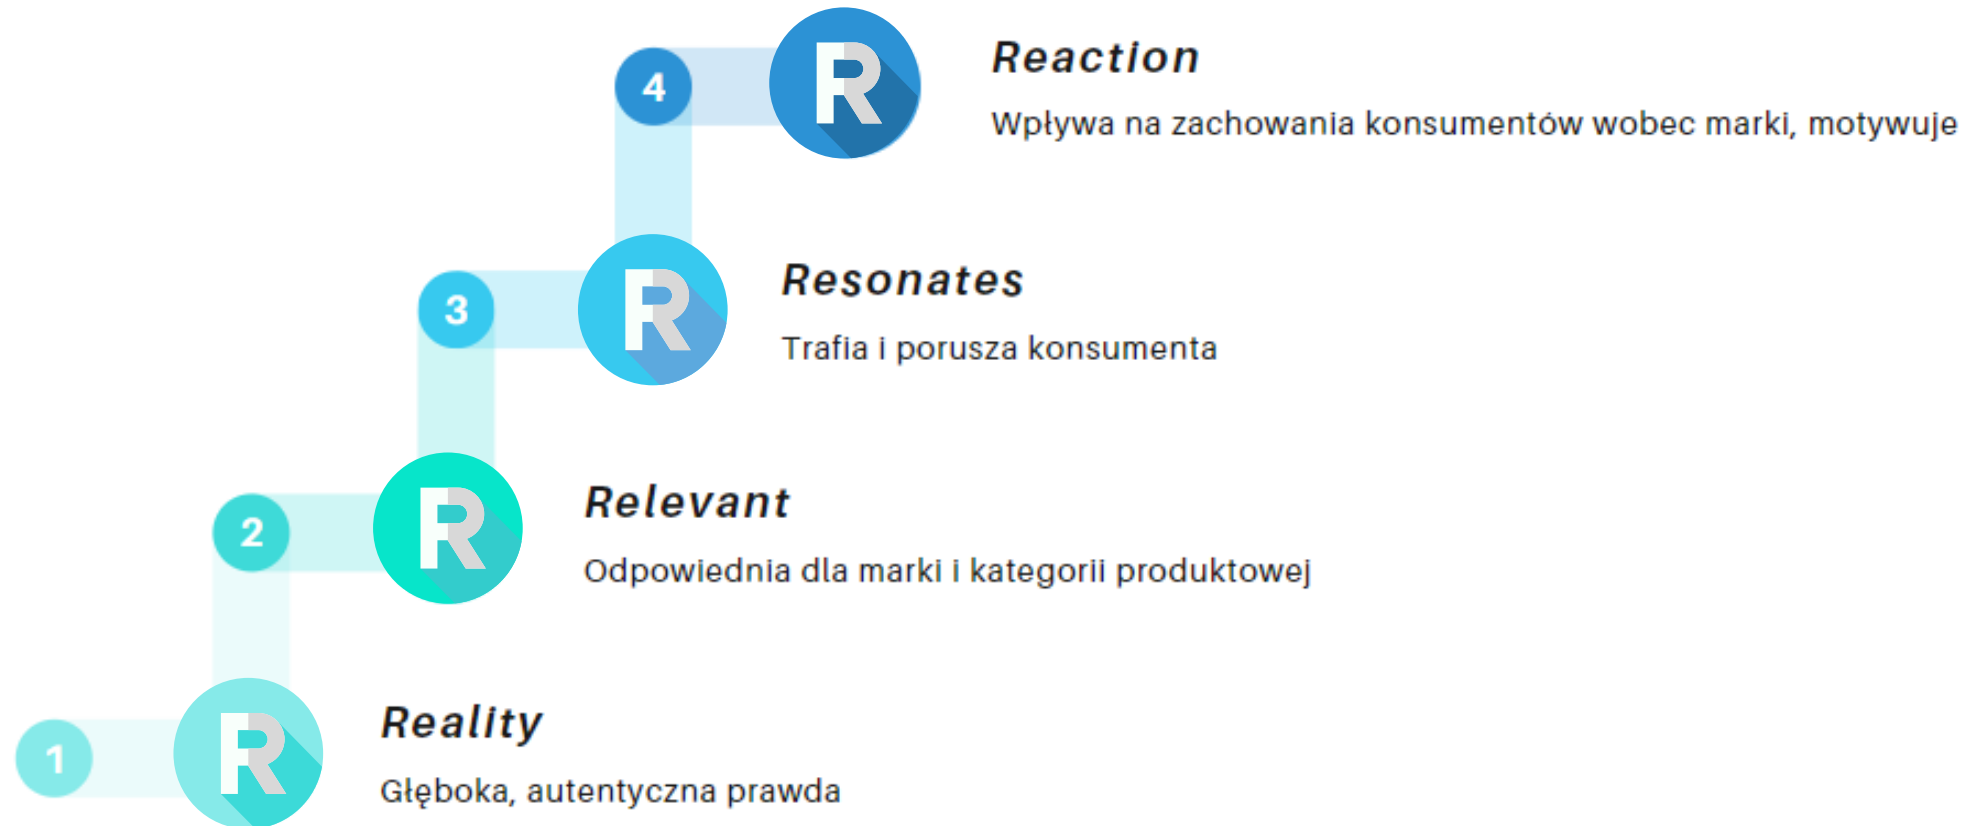 4
R
Reaction
Wpływa na zachowania konsumentów wobec marki, motywuje
3
R
Resonates
Trafia i porusza konsumenta
2
R
Relevant
Odpowiednia dla marki i kategorii produktowej
1
R
Reality
Głęboka, autentyczna prawda